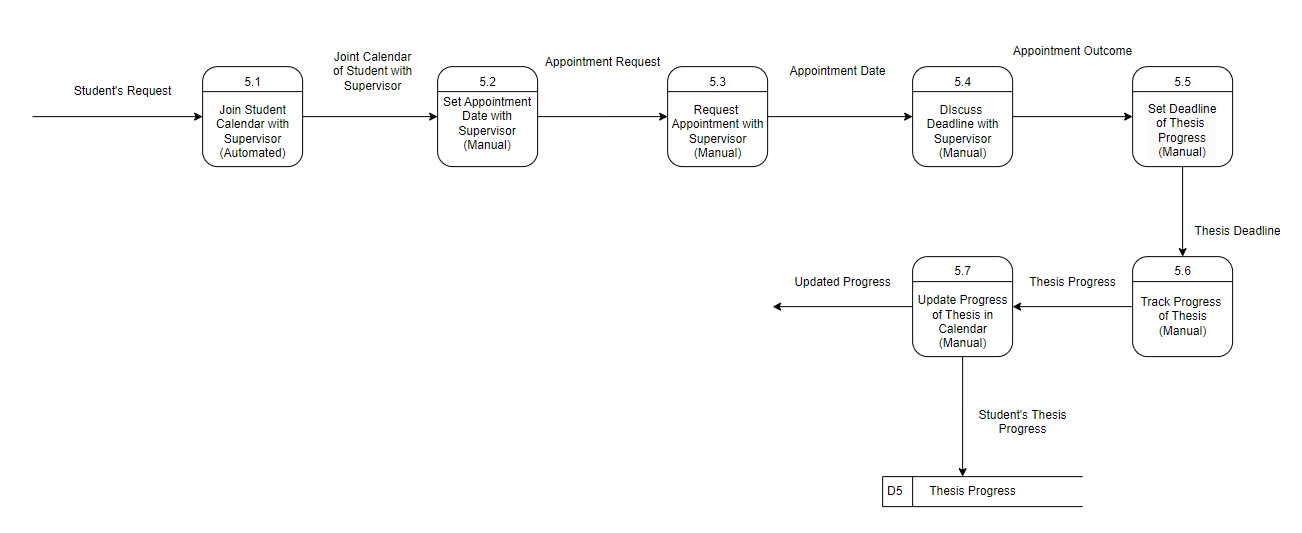 Student's Request
5.1
Join Student
Calendar with
Supervisor
(Automated)
Joint Calendar
of Student with
Supervisor
5.2
Set Appointment
Date with
Supervisor
(Manual)
Appointment Request
5.3
Request
Appointment with
Supervisor
(Manual)
Appointment Date
5.4
DIscuss
Deadline with
Supervisor
(Manual)
Appointment Outcome
5.5
Set Deadline
of Thesis
Progress
(Manual)
Thesis Deadline
5.6
Track Progress
of Thesis
(Manual)
Thesis Progress
5.7
Update Progress
of Thesis in
Calendar
(Manual)
Updated Progress
Student's Thesis
Progress
D5
Thesis Progress